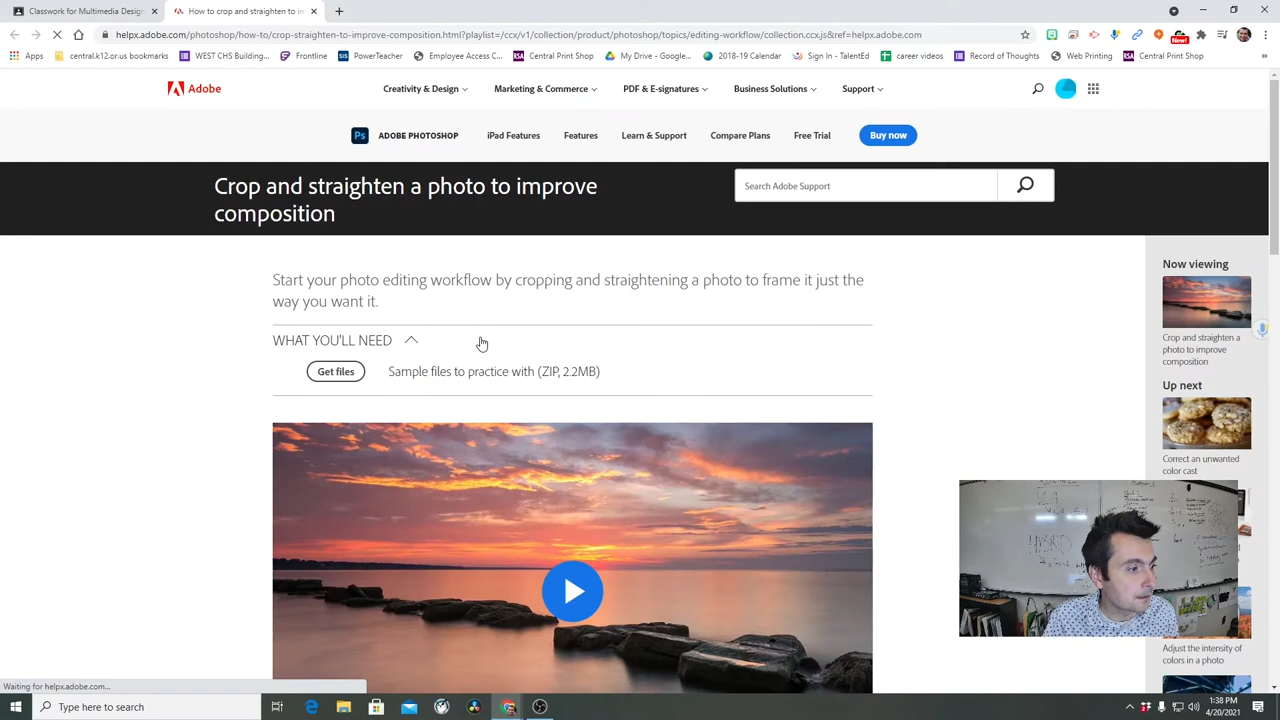 Classwork for Multimedia Desig
How to crop and straighten to im
helpx.adobe.com/photoshop/how-to/crop-straighten-to-improve-composition.html?playlist=/ccx/v1/collection/product/photoshop/topics/editing-workflow/collection.ccx.js&ref=helpx.adobe.com
New!
Apps central.k12.or.us bookmarks WEST CHS Building... Frontline PowerTeacher Employee Access C... Central Print Shop My Drive - Google... 2018-19 Calendar Sign In - TalentEd career videos Record of Thoughts Web Printing Central Print Shop
Adobe Creativity & Design Marketing & Commerce PDF & E-signatures Business Solutions Support
Ps ADOBE PHOTOSHOP iPad Features Features Learn & Support Compare Plans Free Trial Buy now
Crop and straighten a photo to improve
composition
Search Adobe Support
Start your photo editing workflow by cropping and straightening a photo to frame it just the
way you want it.
WHAT YOU'LL NEED
Get files Sample files to practice with (ZIP, 2.2MB)
Now viewing
Crop and straighten a
photo to improve
composition
Up next
Correct an unwanted
color cast
Adjust the intensity of
colors in a photo
Waiting for helpx.adobe.com...
Type here to search
1:38 PM
4/20/2021